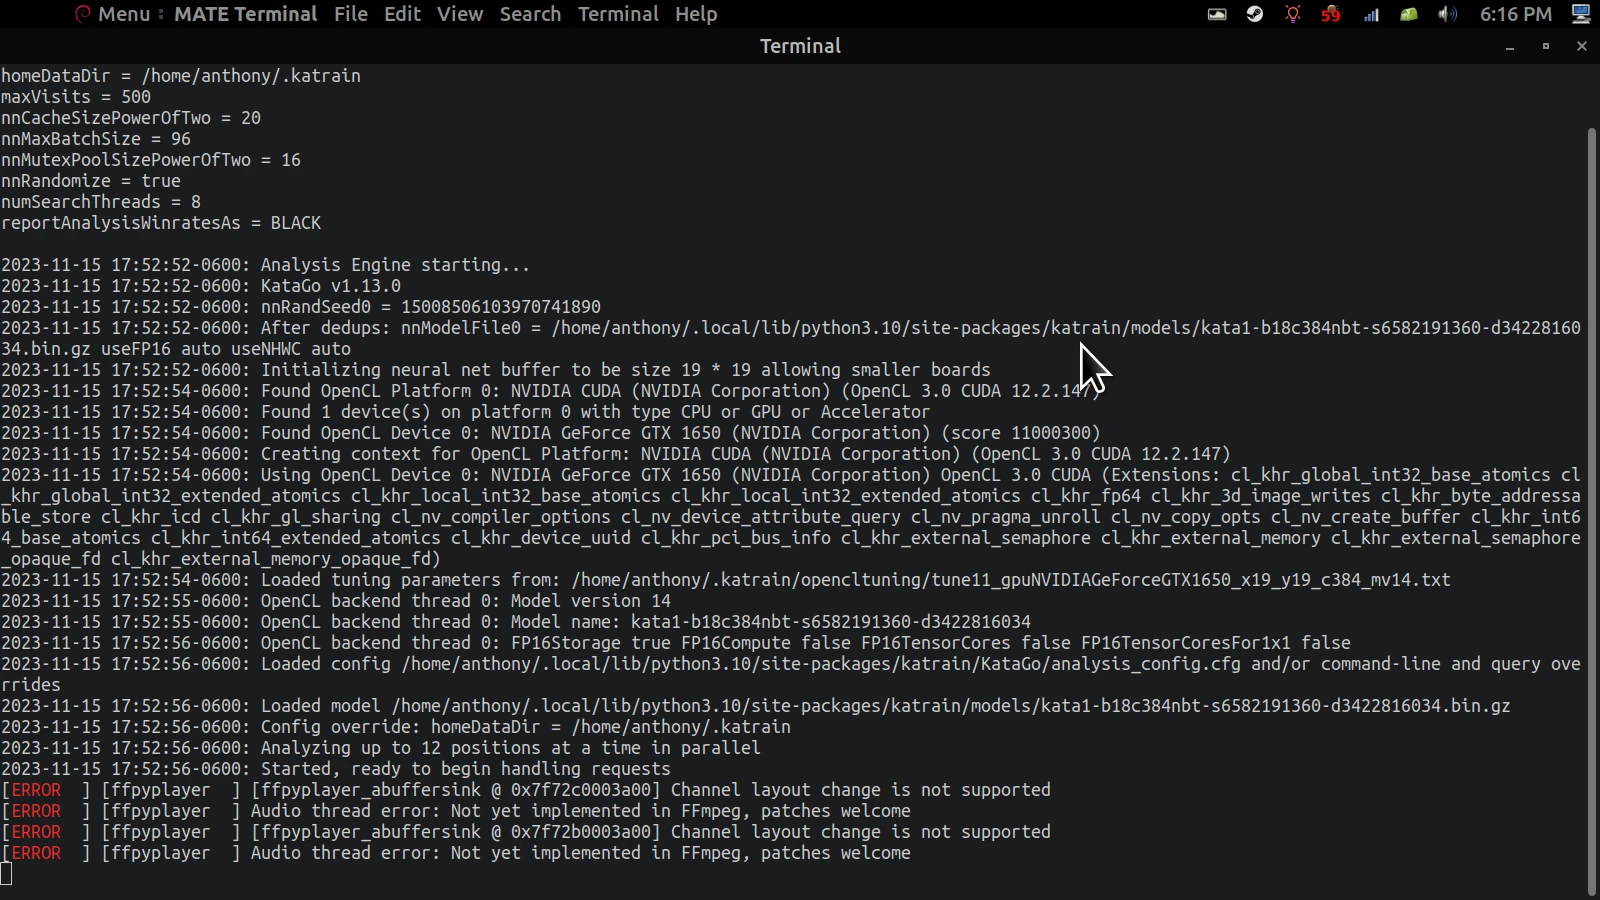 Menu MATE Terminal File Edit View Search Terminal Help 59 6:16 PM
Terminal
homeDataDir = /home/anthony/.katrain
maxVisits = 500
nnCacheSizePowerOfTwo = 20
nnMaxBatchSize = 96
nnMutexPoolSizePowerOfTwo = 16
nnRandomize = true
numSearchThreads = 8
reportAnalysisWinratesAs = BLACK
2023-11-15 17:52:52-0600: Analysis Engine starting...
2023-11-15 17:52:52-0600: KataGo v1.13.0
2023-11-15 17:52:52-0600: nnRandSeed0 = 15008506103970741890
2023-11-15 17:52:52-0600: After dedups: nnModelFile0 = /home/anthony/.local/lib/python3.10/site-packages/katrain/models/kata1-b18c384nbt-s6582191360-d34228160
34.bin.gz useFP16 auto useNHWC auto
2023-11-15 17:52:52-0600: Initializing neural net buffer to be size 19 * 19 allowing smaller boards
2023-11-15 17:52:54-0600: Found OpenCL Platform 0: NVIDIA CUDA (NVIDIA Corporation) (OpenCL 3.0 CUDA 12.2.147)
2023-11-15 17:52:54-0600: Found 1 device(s) on platform 0 with type CPU or GPU or Accelerator
2023-11-15 17:52:54-0600: Found OpenCL Device 0: NVIDIA GeForce GTX 1650 (NVIDIA Corporation) (score 11000300)
2023-11-15 17:52:54-0600: Creating context for OpenCL Platform: NVIDIA CUDA (NVIDIA Corporation) (OpenCL 3.0 CUDA 12.2.147)
2023-11-15 17:52:54-0600: Using OpenCL Device 0: NVIDIA GeForce GTX 1650 (NVIDIA Corporation) OpenCL 3.0 CUDA (Extensions: cl_khr_global_int32_base_atomics cl
_khr_global_int32_extended_atomics cl_khr_local_int32_base_atomics cl_khr_local_int32_extended_atomics cl_khr_fp64 cl_khr_3d_image_writes cl_khr_byte_addressa
ble_store cl_khr_icd cl_khr_gl_sharing cl_nv_compiler_options cl_nv_device_attribute_query cl_nv_pragma_unroll cl_nv_copy_opts cl_nv_create_buffer cl_khr_int6
4_base_atomics cl_khr_int64_extended_atomics cl_khr_device_uuid cl_khr_pci_bus_info cl_khr_external_semaphore cl_khr_external_memory cl_khr_external_semaphore
_opaque_fd cl_khr_external_memory_opaque_fd)
2023-11-15 17:52:54-0600: Loaded tuning parameters from: /home/anthony/.katrain/opencltuning/tune11_gpuNVIDIAGeForceGTX1650_x19_y19_c384_mv14.txt
2023-11-15 17:52:55-0600: OpenCL backend thread 0: Model version 14
2023-11-15 17:52:55-0600: OpenCL backend thread 0: Model name: kata1-b18c384nbt-s6582191360-d3422816034
2023-11-15 17:52:56-0600: OpenCL backend thread 0: FP16Storage true FP16Compute false FP16TensorCores false FP16TensorCoresFor1x1 false
2023-11-15 17:52:56-0600: Loaded config /home/anthony/.local/lib/python3.10/site-packages/katrain/KataGo/analysis_config.cfg and/or command-line and query ove
rrides
2023-11-15 17:52:56-0600: Loaded model /home/anthony/.local/lib/python3.10/site-packages/katrain/models/kata1-b18c384nbt-s6582191360-d3422816034.bin.gz
2023-11-15 17:52:56-0600: Config override: homeDataDir = /home/anthony/.katrain
2023-11-15 17:52:56-0600: Analyzing up to 12 positions at a time in parallel
2023-11-15 17:52:56-0600: Started, ready to begin handling requests
[ERROR  ] [ffpyplayer  ] [ffpyplayer_abuffersink @ 0x7f72c0003a00] Channel layout change is not supported
[ERROR  ] [ffpyplayer  ] Audio thread error: Not yet implemented in FFmpeg, patches welcome
[ERROR  ] [ffpyplayer  ] [ffpyplayer_abuffersink @ 0x7f72b0003a00] Channel layout change is not supported
[ERROR  ] [ffpyplayer  ] Audio thread error: Not yet implemented in FFmpeg, patches welcome